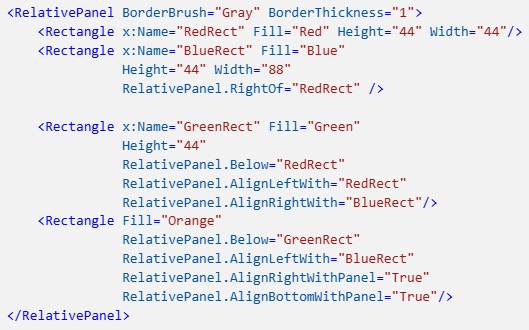 <RelativePanel BorderBrush="Gray" BorderThickness="1">
    <Rectangle x:Name="RedRect" Fill="Red" Height="44" Width="44"/>
    <Rectangle x:Name="BlueRect" Fill="Blue"
               Height="44" Width="88"
               RelativePanel.RightOf="RedRect" />

    <Rectangle x:Name="GreenRect" Fill="Green"
               Height="44"
               RelativePanel.Below="RedRect"
               RelativePanel.AlignLeftWith="RedRect"
               RelativePanel.AlignRightWith="BlueRect"/>
    <Rectangle Fill="Orange"
               RelativePanel.Below="GreenRect"
               RelativePanel.AlignLeftWith="BlueRect"
               RelativePanel.AlignRightWithPanel="True"
               RelativePanel.AlignBottomWithPanel="True"/>
</RelativePanel>